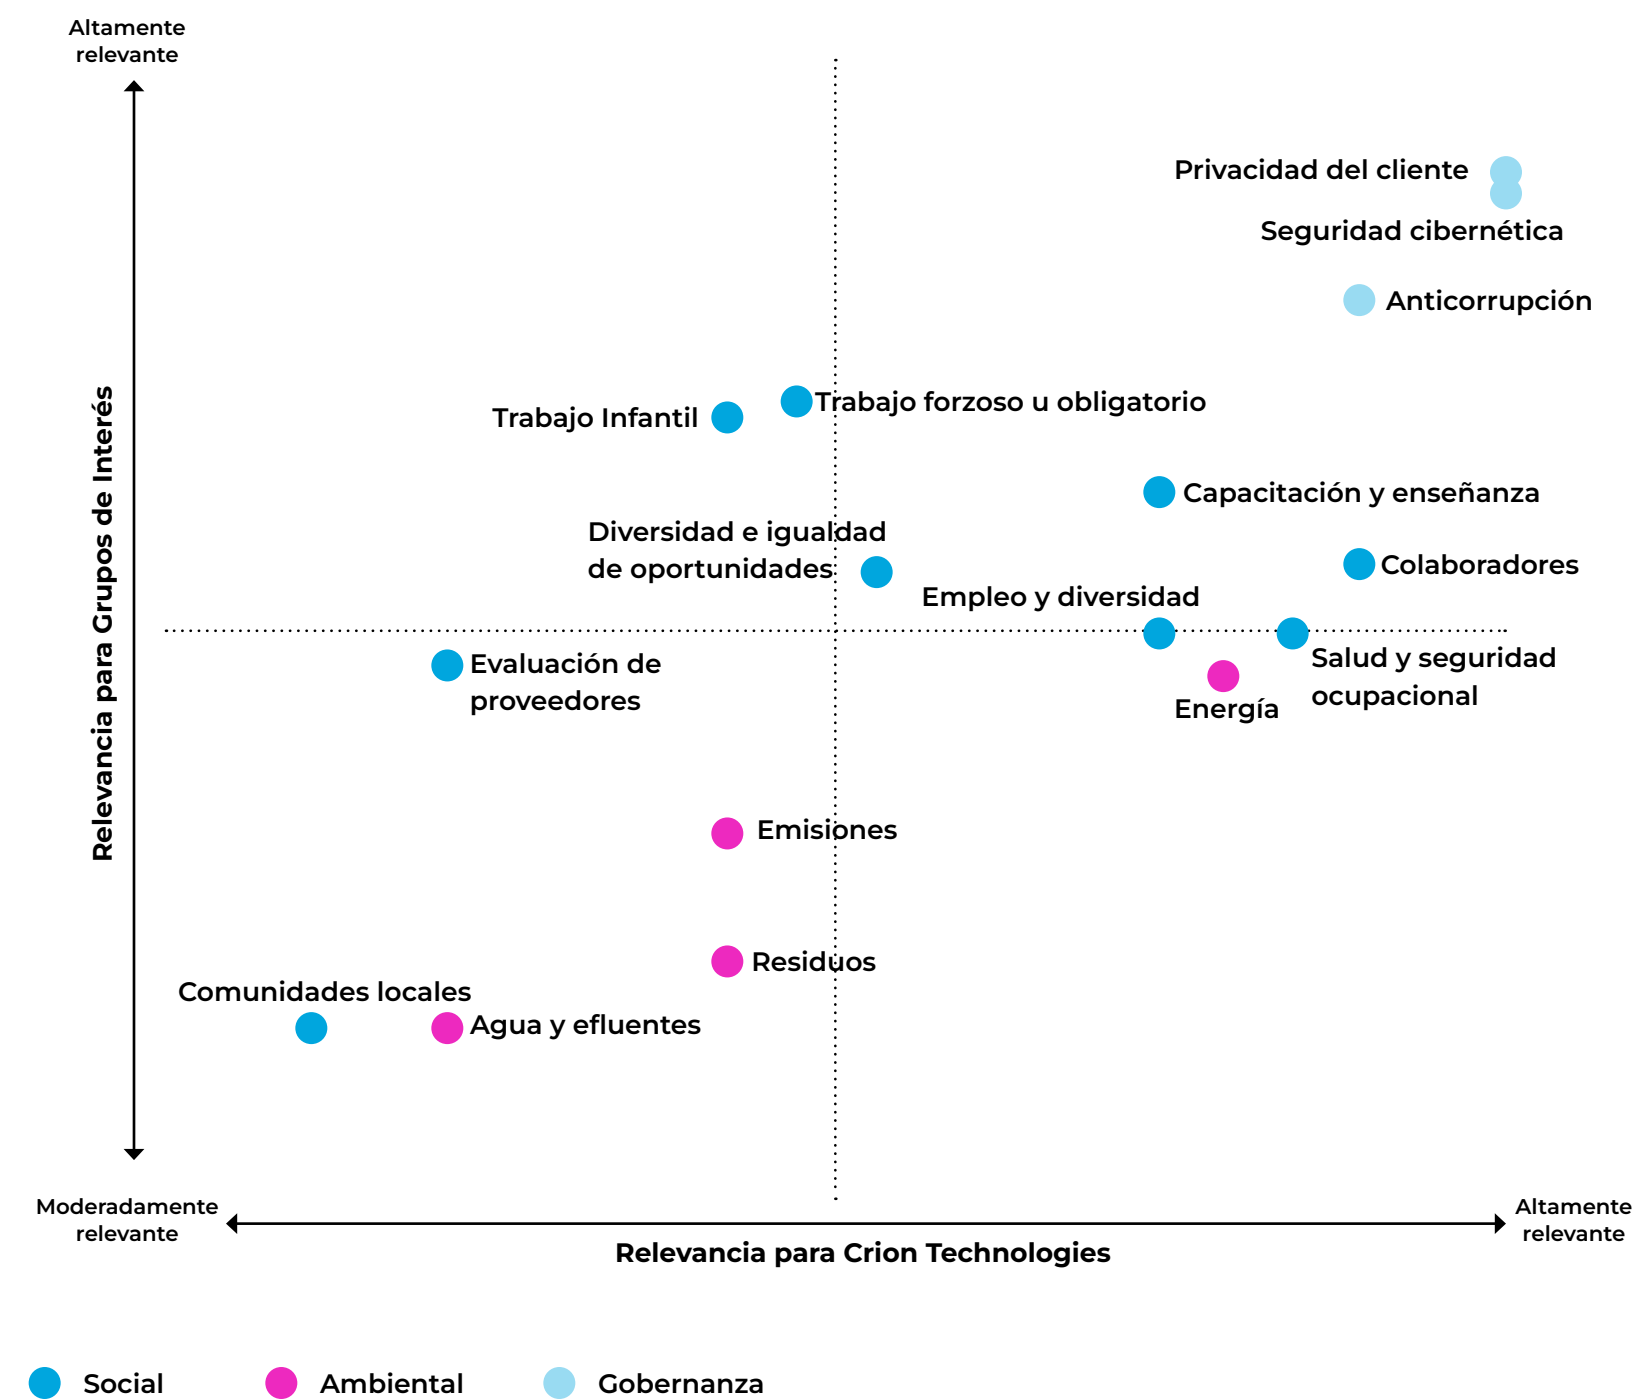 Altamente
relevante
Privacidad del cliente
Seguridad cibernética
Anticorrupción
Trabajo Infantil
Trabajo forzoso u obligatorio
Capacitación y enseñanza
Diversidad e igualdad
de oportunidades
Colaboradores
Empleo y diversidad
Salud y seguridad
ocupacional
Evaluación de
proveedores
Energía
Emisiones
Residuos
Comunidades locales
Agua y efluentes
Relevancia para Grupos de Interés
Moderadamente
relevante
Altamente
relevante
Relevancia para Crion Technologies
Social
Ambiental
Gobernanza